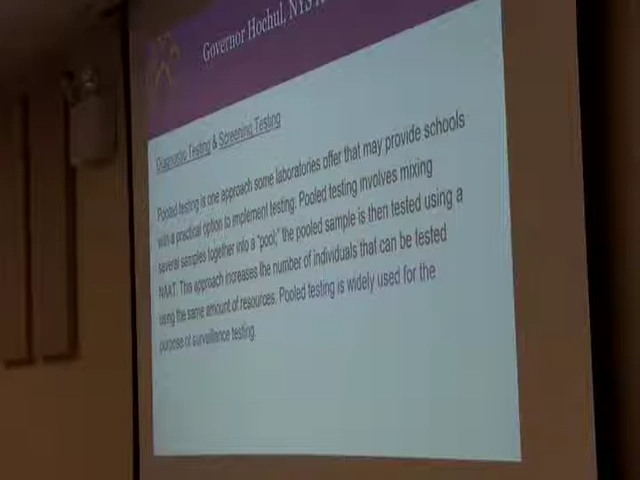 Governor Hochul, NYS
Diagnostic Testing & Screening Testing
Pooled testing is one approach some laboratories offer that may provide schools
with a practical option to implement testing. Pooled testing involves mixing
several samples together into a "pool," the pooled sample is then tested using a
NAAT. This approach increases the number of individuals that can be tested
using the same amount of resources. Pooled testing is widely used for the
purpose of surveillance testing.